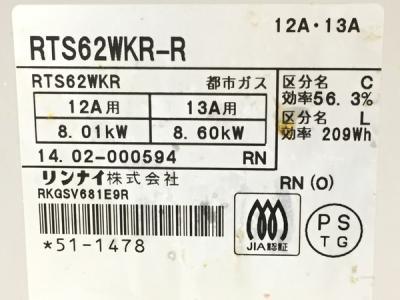 12A・13A
RTS62WKR-R
RTS62WKR 都市ガス
12A用 13A用
8.01kW 8.60kW
区分名 C
効率56.3%
区分名 L
効率 209Wh
14.02-000594 RN
リンナイ株式会社
RKGSV681E9R
RN(O)
*51-1478
JIA認証
PS
TG